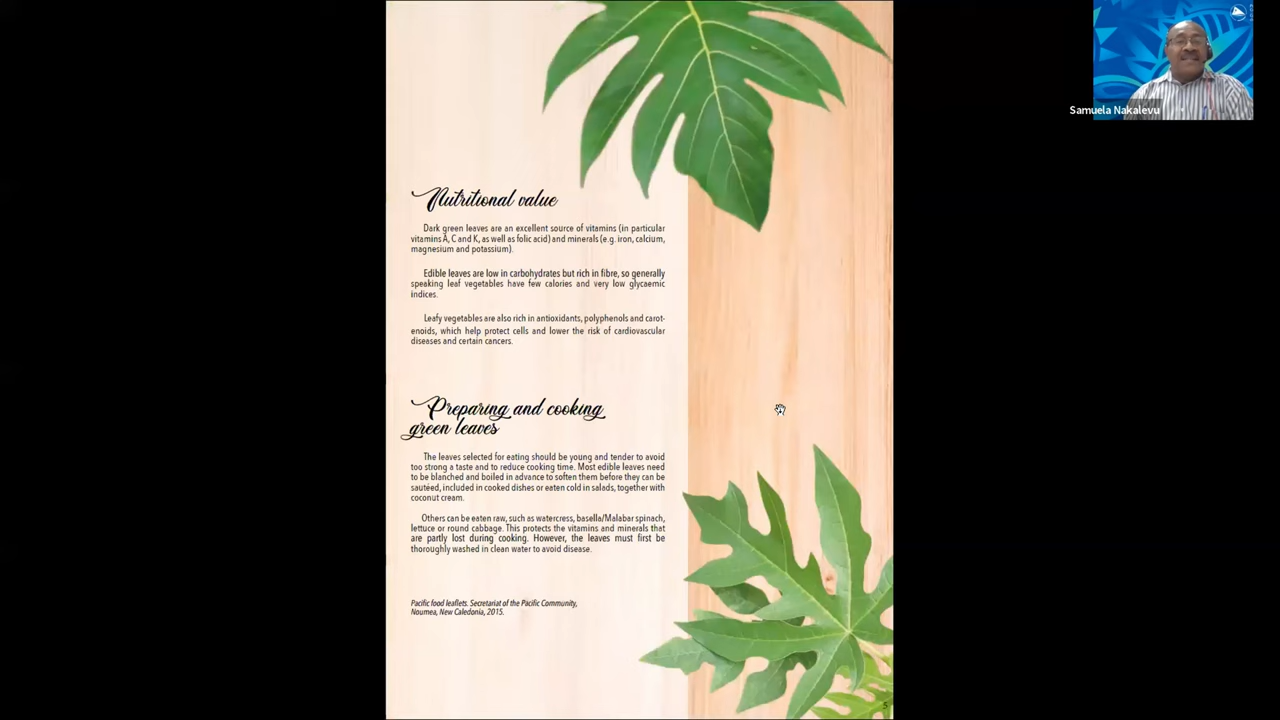 Samuela Nakalevu
Nutritional value
Dark green leaves are an excellent source of vitamins (in particular
vitamins A, C and K, as well as folic acid) and minerals (e.g. iron, calcium,
magnesium and potassium).
Edible leaves are low in carbohydrates but rich in fibre, so generally
speaking leaf vegetables have few calories and very low glycaemic
indices.
Leafy vegetables are also rich in antioxidants, polyphenols and carot-
enoids, which help protect cells and lower the risk of cardiovascular
diseases and certain cancers.
Preparing and cooking
green leaves
The leaves selected for eating should be young and tender to avoid
too strong a taste and to reduce cooking time. Most edible leaves need
to be blanched and boiled in advance to soften them before they can be
sautéed, included in cooked dishes or eaten cold in salads, together with
coconut cream.
Others can be eaten raw, such as watercress, basella/Malabar spinach,
lettuce or round cabbage. This protects the vitamins and minerals that
are partly lost during cooking. However, the leaves must first be
thoroughly washed in clean water to avoid disease.
Pacific food leaflets. Secretariat of the Pacific Community,
Noumea, New Caledonia, 2015.
5